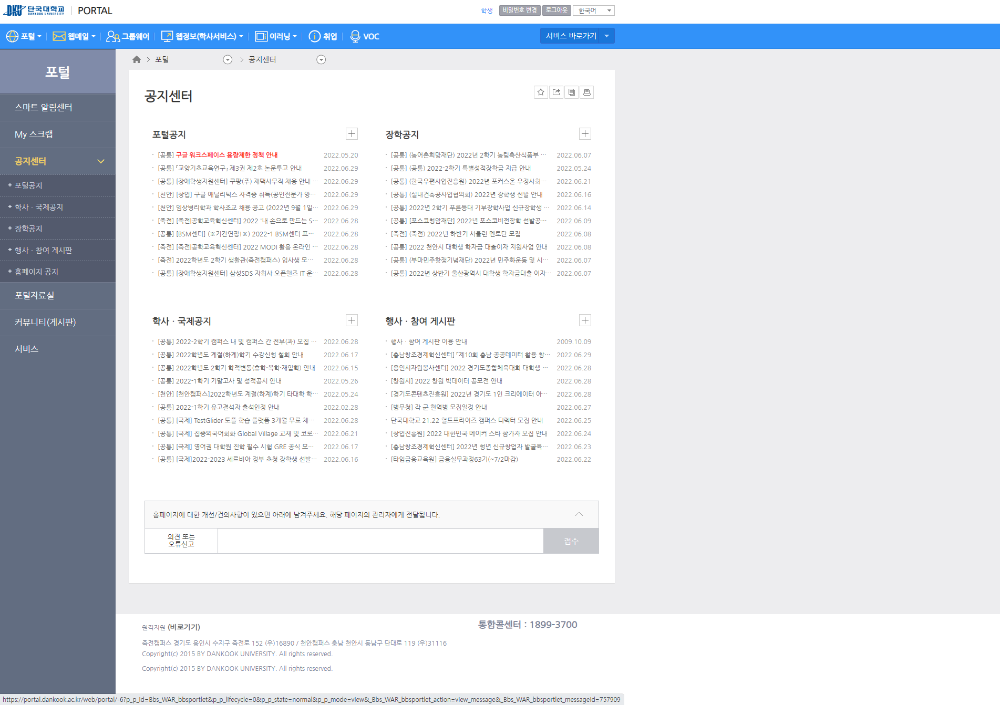 DKU 단국대학교 DANKOOK UNIVERSITY PORTAL
학생 비밀번호 변경 로그아웃 한국어
포털 웹메일 그룹웨어 웹정보(학사서비스) 이러닝 취업 VOC 서비스 바로가기
포털
스마트 알림센터
My 스크랩
공지센터
포털공지
학사 · 국제공지
장학공지
행사 · 참여 게시판
홈페이지 공지
포털자료실
커뮤니티(게시판)
서비스
포털 공지센터
공지센터
포털공지
[공통] 구글 워크스페이스 용량제한 정책 안내 2022.05.20
[공통] 「교양기초교육연구」 제3권 제2호 논문투고 안내 2022.06.29
[공통] [장애학생지원센터] 쿠팡(주) 재택사무직 채용 안내 ··· 2022.06.29
[천안] [창업] 구글 애널리틱스 자격증 취득(공인전문가 양··· 2022.06.29
[천안] 임상병리학과 학사조교 채용 공고 (2022년 9월 1일··· 2022.06.29
[죽전] [죽전|공학교육혁신센터] 2022 '내 손으로 만드는 S··· 2022.06.28
[공통] [BSM센터] (※기간연장!※) 2022-1 BSM센터 프··· 2022.06.28
[죽전] [죽전|공학교육혁신센터] 2022 MODI 활용 온라인 ··· 2022.06.28
[죽전] 2022학년도 2학기 생활관(죽전캠퍼스) 입사생 모··· 2022.06.28
[공통] [장애학생지원센터] 삼성SDS 자회사 오픈핸즈 IT 운··· 2022.06.28
장학공지
[공통] (농어촌희망재단) 2022년 2학기 농림축산식품부 ··· 2022.06.07
[공통] (공통) 2022-2학기 특별성적장학금 지급 안내 2022.05.24
[공통] (한국우편사업진흥원) 2022년 포커스온 우정사회··· 2022.06.21
[공통] (실내건축공사업협의회) 2022년 장학생 선발 안내 2022.06.16
[공통] 2022년 2학기 푸른등대 기부장학사업 신규장학생 ··· 2022.06.14
[공통] [포스코청암재단] 2022년 포스코비전장학 선발공··· 2022.06.09
[죽전] (죽전) 2022년 하반기 서울런 멘토단 모집 2022.06.08
[공통] 2022 천안시 대학생 학자금 대출이자 지원사업 안내 2022.06.08
[공통] (부마민주항쟁기념재단) 2022년 민주화운동 및 시··· 2022.06.07
[공통] 2022년 상반기 울산광역시 대학생 학자금대출 이자··· 2022.06.07
학사 · 국제공지
[공통] 2022-2학기 캠퍼스 내 및 캠퍼스 간 전부(과) 모집 ··· 2022.06.28
[공통] 2022학년도 계절(하계)학기 수강신청 철회 안내 2022.06.17
[공통] 2022학년도 2학기 학적변동(휴학·복학·재입학) 안내 2022.06.15
[공통] 2022-1학기 기말고사 및 성적공시 안내 2022.05.26
[천안] [천안캠퍼스]2022학년도 계절(하계)학기 타대학 학··· 2022.05.24
[공통] 2022-1학기 유고결석자 출석인정 안내 2022.02.28
[공통] [국제] TestGlider 토플 학습 플랫폼 3개월 무료 체··· 2022.06.28
[공통] [국제] 집중외국어회화 Global Village 교재 및 코로··· 2022.06.21
[공통] [국제] 영어권 대학원 진학 필수 시험 GRE 공식 모··· 2022.06.17
[공통] [국제]2022-2023 세르비아 정부 초청 장학생 선발··· 2022.06.16
행사 · 참여 게시판
행사 · 참여 게시판 이용 안내 2009.10.09
[충남창조경제혁신센터] 「제10회 충남 공공데이터 활용 창··· 2022.06.29
[용인시자원봉사센터] 2022 경기도종합체육대회 대학생 ··· 2022.06.28
[창원시] 2022 창원 빅데이터 공모전 안내 2022.06.28
[경기도콘텐츠진흥원] 2022년 경기도 1인 크리에이터 아··· 2022.06.28
[병무청] 각 군 현역병 모집일정 안내 2022.06.27
단국대학교 21.22 헐트프라이즈 캠퍼스 디렉터 모집 안내 2022.06.25
[창업진흥원] 2022 대한민국 메이커 스타 참가자 모집 안내 2022.06.24
[충남창조경제혁신센터] 2022년 청년 신규창업자 발굴육··· 2022.06.23
[타임금융교육원] 금융실무과정63기(~7/2마감) 2022.06.22
홈페이지에 대한 개선/건의사항이 있으면 아래에 남겨주세요. 해당 페이지의 관리자에게 전달됩니다.
의견 또는
오류신고
접수
원격지원 (바로기기)
통합콜센터 : 1899-3700
죽전캠퍼스 경기도 용인시 수지구 죽전로 152 (우)16890 / 천안캠퍼스 충남 천안시 동남구 단대로 119 (우)31116
Copyright(c) 2015 BY DANKOOK UNIVERSITY. All rights reserved.
Copyright(c) 2015 BY DANKOOK UNIVERSITY. All rights reserved.
https://portal.dankook.ac.kr/web/portal/-6?p_p_id=Bbs_WAR_bbsportlet&p_p_lifecycle=0&p_p_state=normal&p_p_mode=view&_Bbs_WAR_bbsportlet_action=view_message&_Bbs_WAR_bbsportlet_messageId=757909